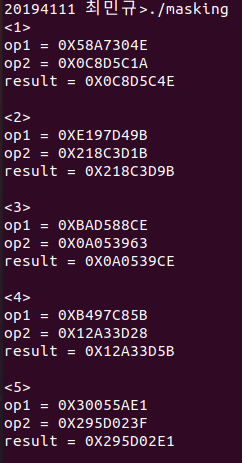 20194111 최민규>./masking
<1>
op1 = 0X58A7304E
op2 = 0X0C8D5C1A
result = 0X0C8D5C4E
<2>
op1 = 0XE197D49B
op2 = 0X218C3D1B
result = 0X218C3D9B
<3>
op1 = 0XBAD588CE
op2 = 0X0A053963
result = 0X0A0539CE
<4>
op1 = 0XB497C85B
op2 = 0X12A33D28
result = 0X12A33D5B
<5>
op1 = 0X30055AE1
op2 = 0X295D023F
result = 0X295D02E1